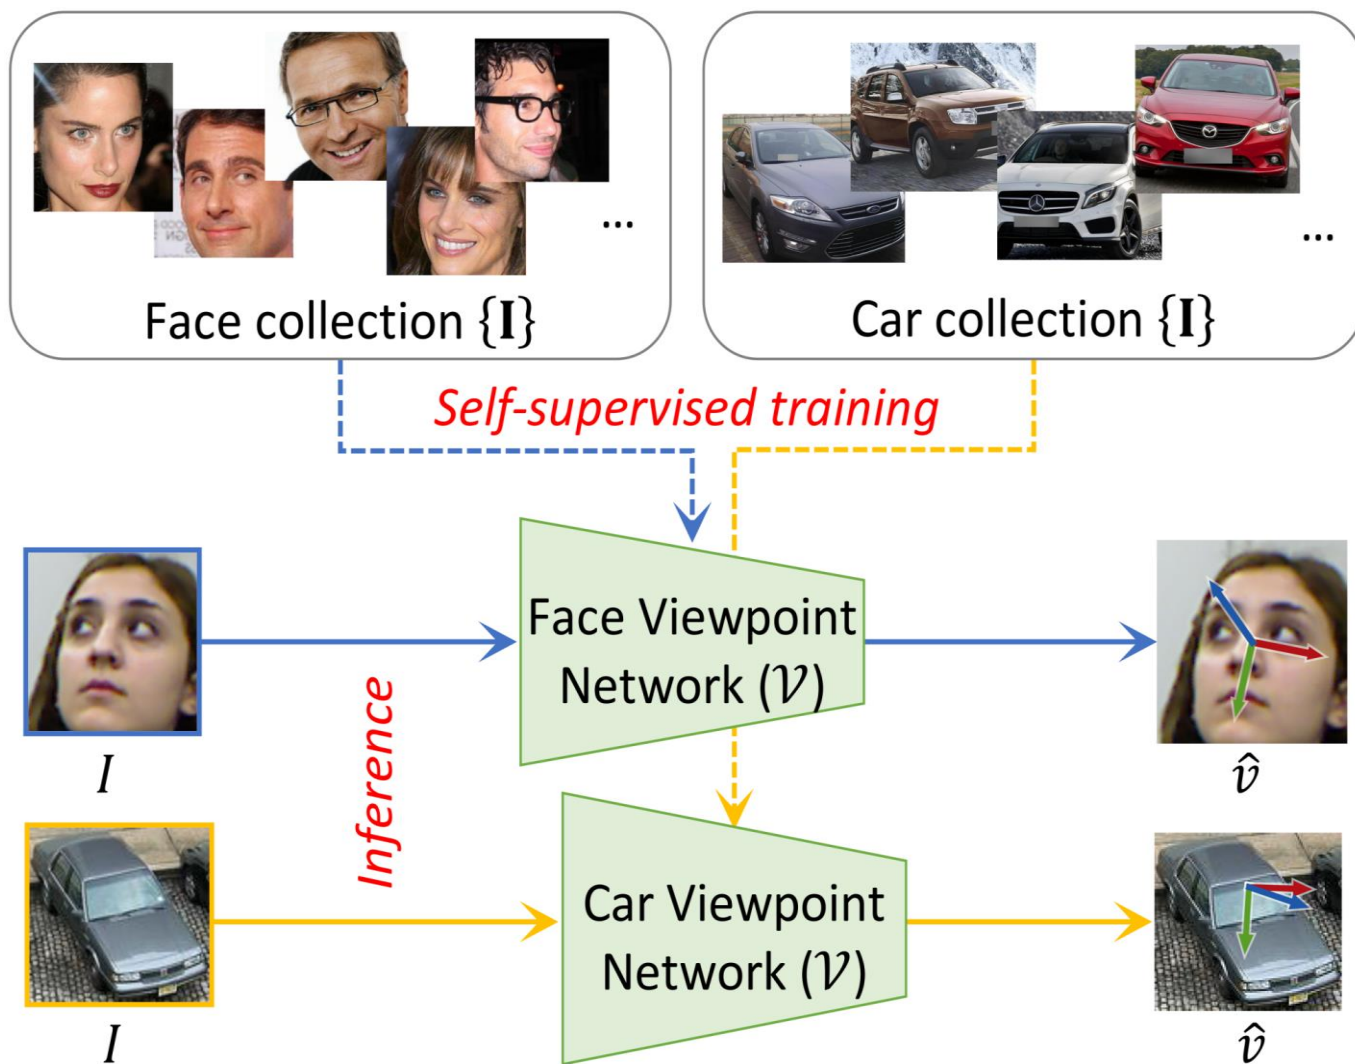 ...
...
Face collection {I}
Car collection {I}
Self-supervised training
Face Viewpoint
Network (𝒱)
Inference
I
v̂
Car Viewpoint
Network (𝒱)
I
v̂